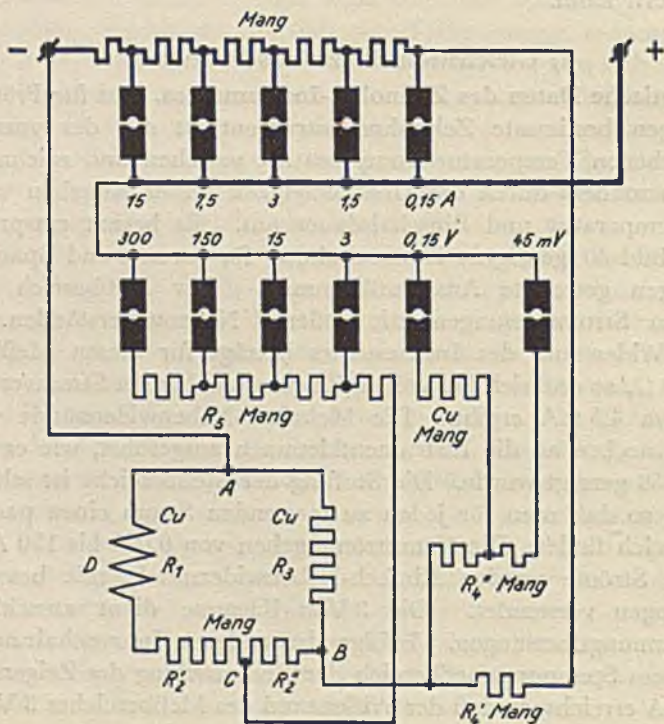 Mang
- +
15 7,5 3 1,5 0,15 A
300 150 15 3 0,15 V 45 mV
R5 Mang Cu
Mang
A
Cu Cu
D R1 R3
R4" Mang
Mang
B
R2' C R2"
R4' Mang